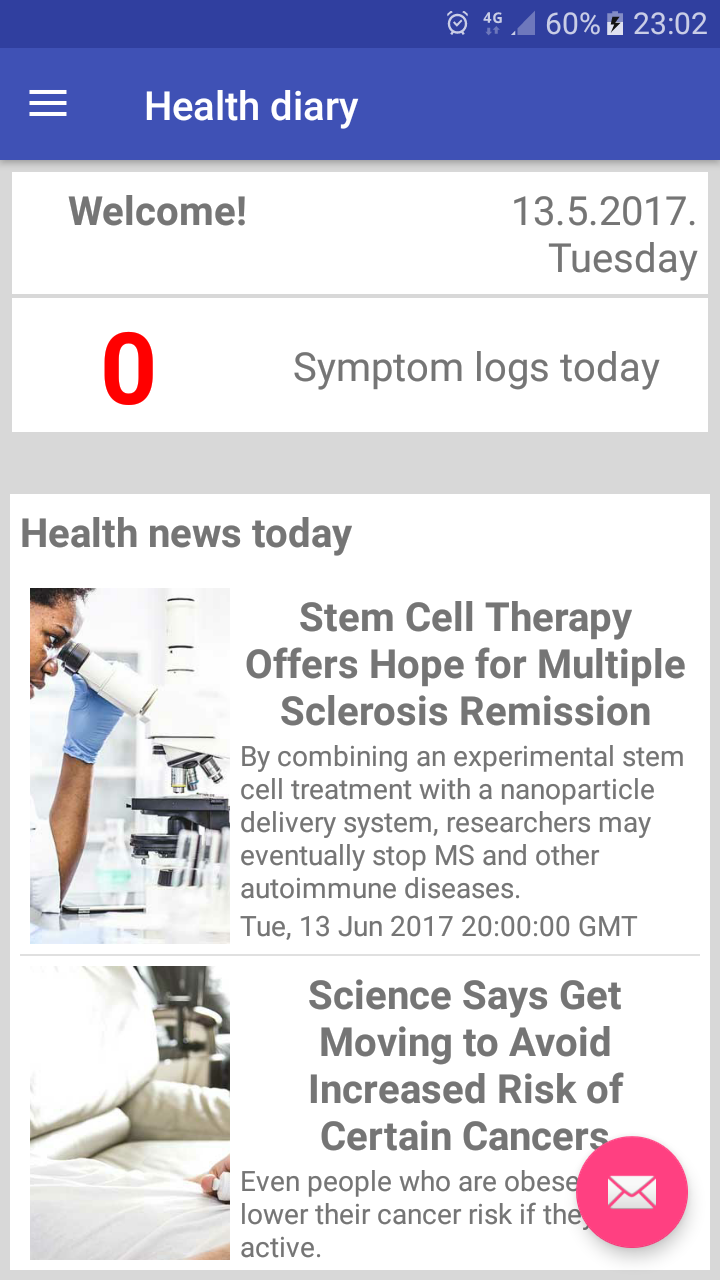 4G 60% 23:02
Health diary
Welcome!
13.5.2017.
Tuesday
0
Symptom logs today
Health news today
Stem Cell Therapy
Offers Hope for Multiple
Sclerosis Remission
By combining an experimental stem
cell treatment with a nanoparticle
delivery system, researchers may
eventually stop MS and other
autoimmune diseases.
Tue, 13 Jun 2017 20:00:00 GMT
Science Says Get
Moving to Avoid
Increased Risk of
Certain Cancers
Even people who are obese
lower their cancer risk if they
active.